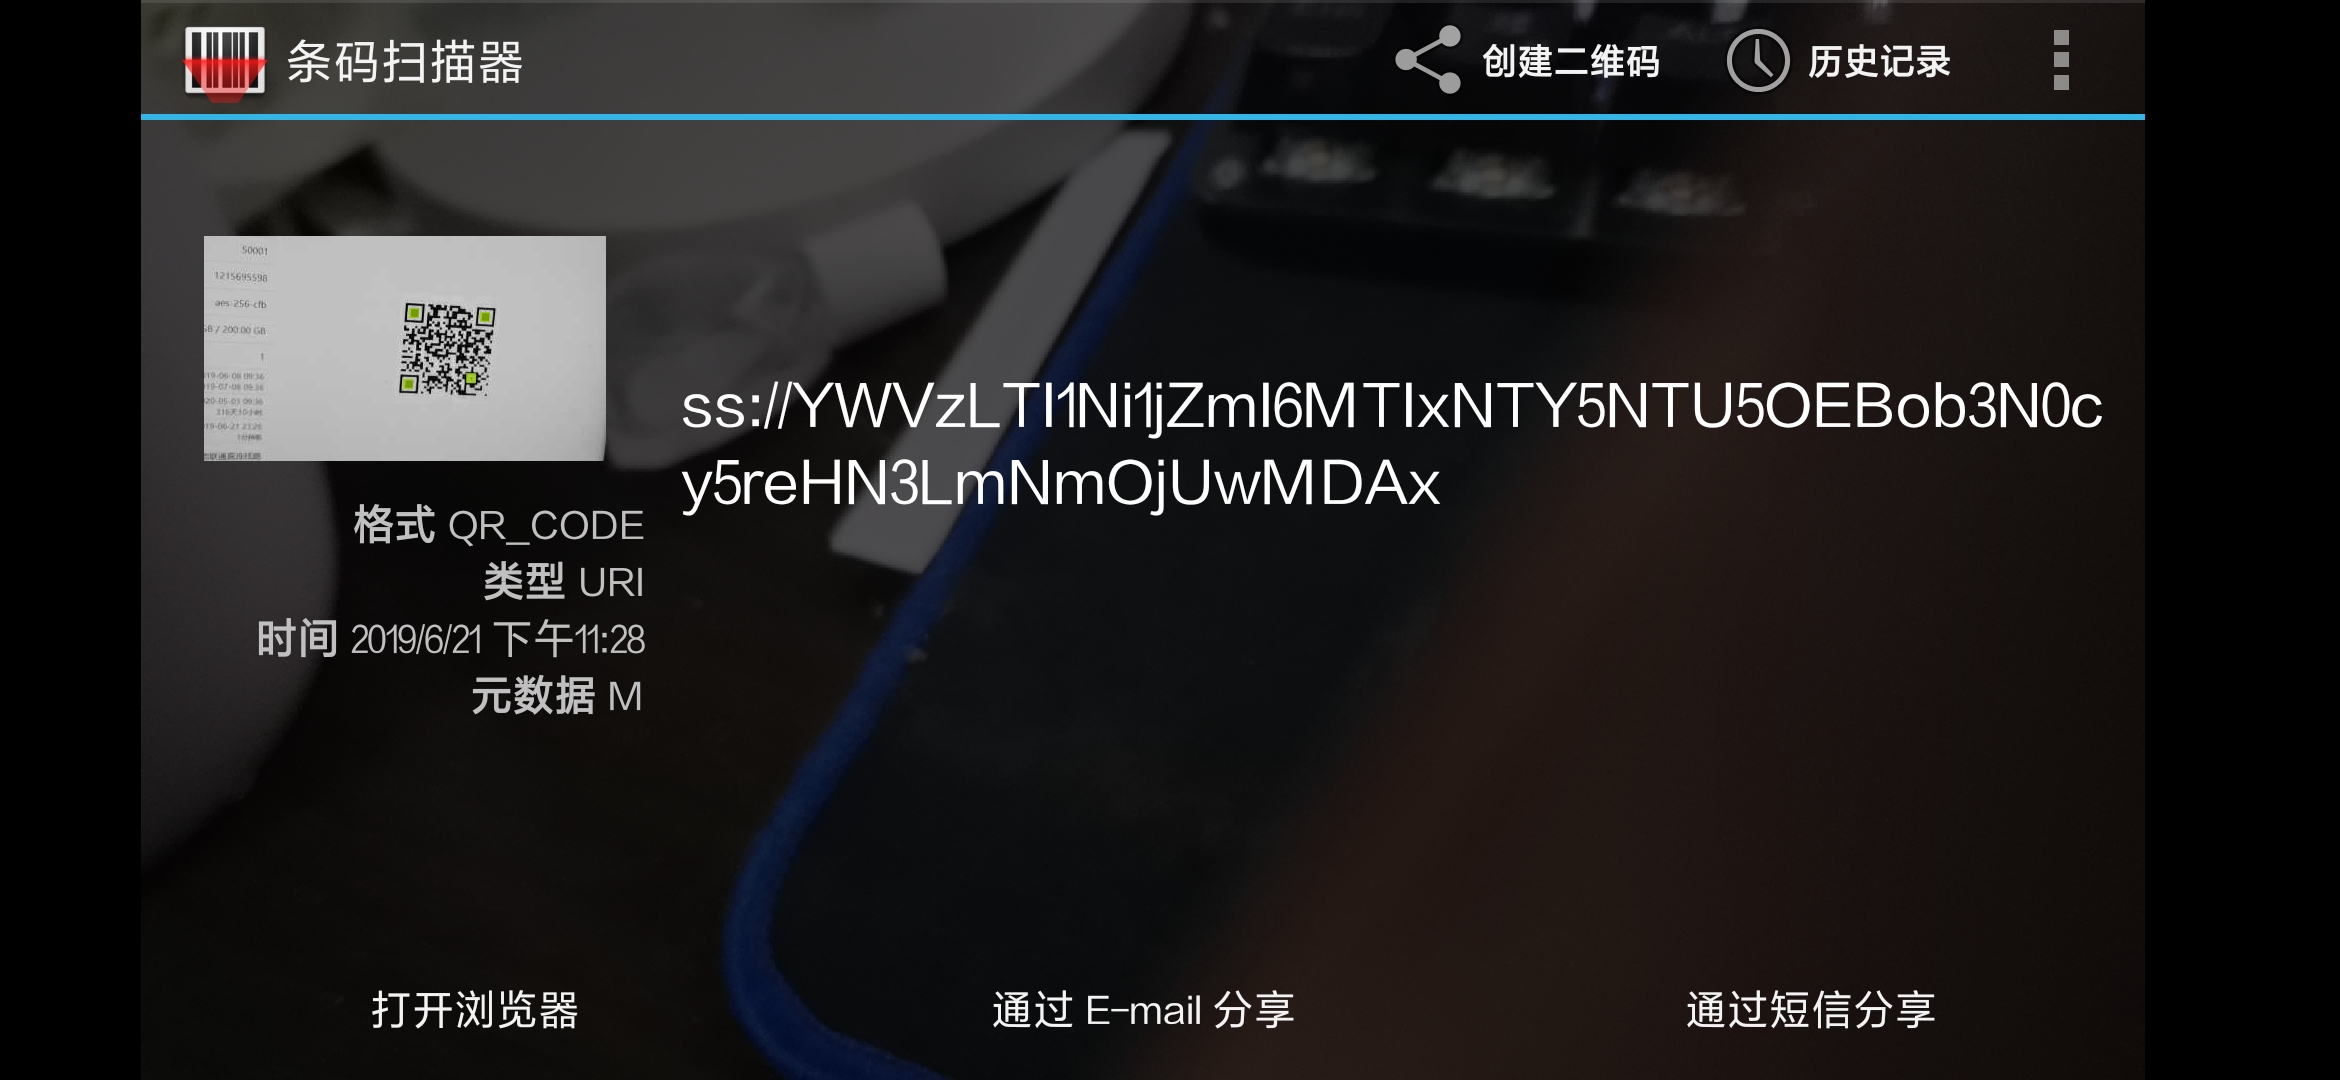 条码扫描器
创建二维码
历史记录
50001
1215695598
aes-256-cfb
GB / 200.00 GB
1
19-06-08 09:36
19-07-08 09:36
20-05-03 09:36
316天10小时
19-06-21 23:26
1分钟前
格式 QR_CODE
类型 URI
时间 2019/6/21 下午11:28
元数据 M
ss://YWVzLTI1Ni1jZmI6MTIxNTY5NTU5OEBob3N0c
y5reHN3LmNmOjUwMDAx
打开浏览器
通过 E-mail 分享
通过短信分享